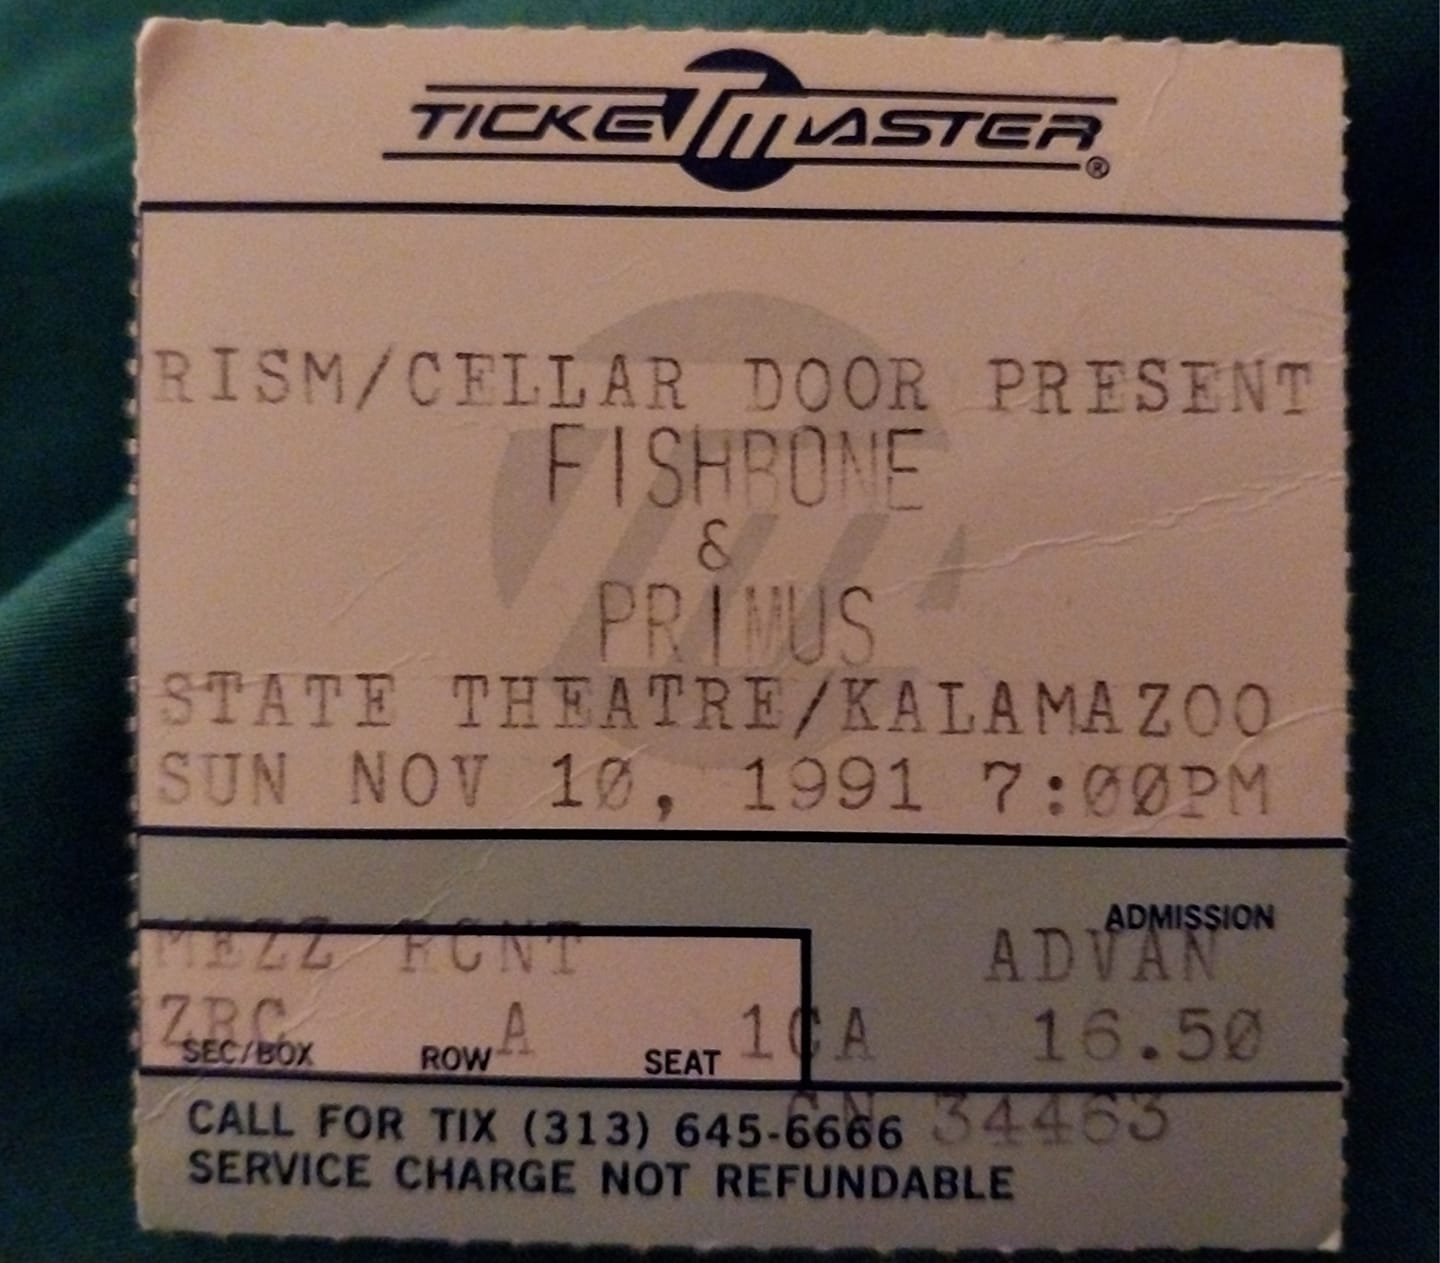 TICKETMASTER®
RISM/CELLAR DOOR PRESENT
FISHBONE
&
PRIMUS
STATE THEATRE/KALAMAZOO
SUN NOV 10, 1991 7:00PM
ADMISSION
MEZZ RCNT ADVAN
ZRC A 1 CA 16.50
SEC/BOX ROW SEAT
CN 34463
CALL FOR TIX (313) 645-6666
SERVICE CHARGE NOT REFUNDABLE